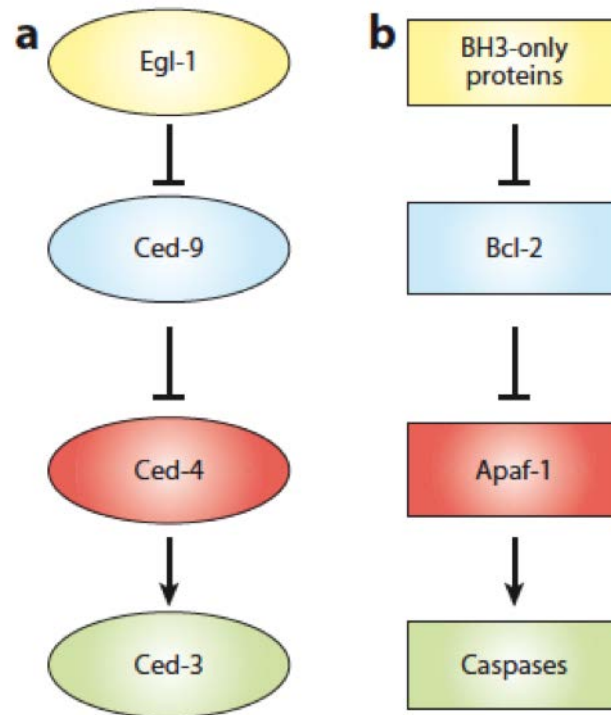 a
Egl-1
Ced-9
Ced-4
Ced-3
b
BH3-only
proteins
Bcl-2
Apaf-1
Caspases